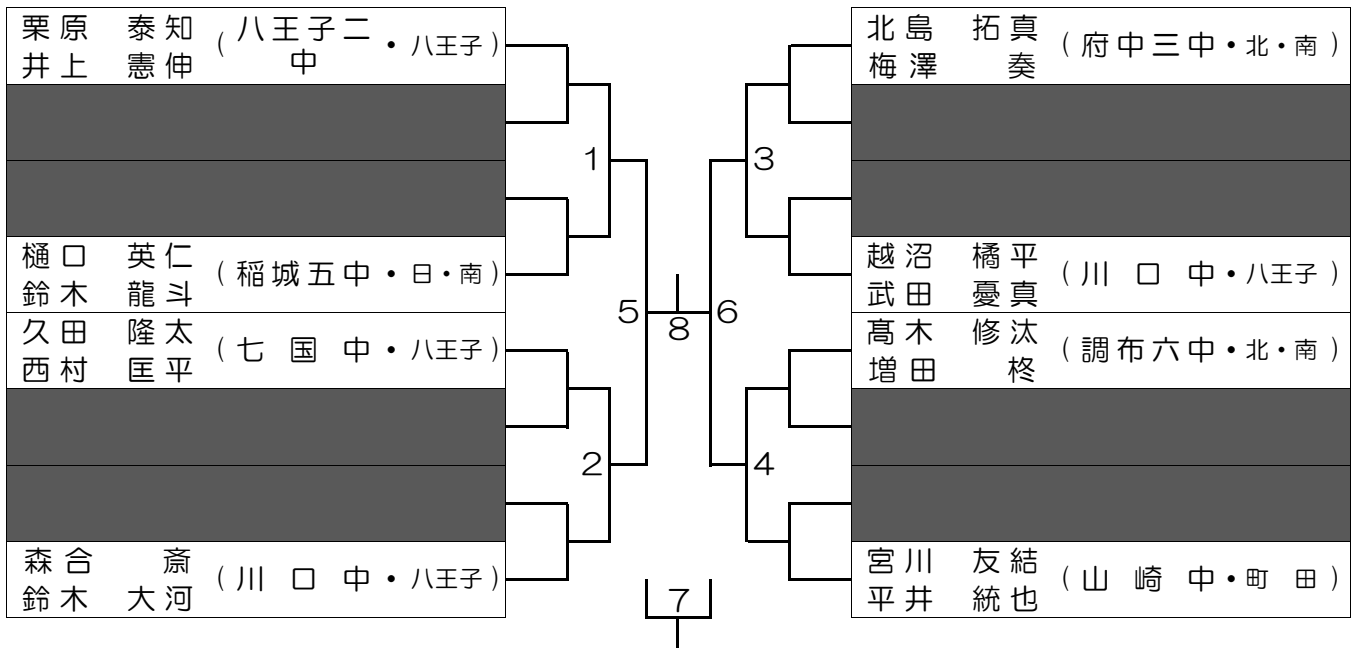 栗原 泰知
井上 憲伸
(八王子二中・八王子)
樋口 英仁
鈴木 龍斗
(稲城五中・日・南)
久田 隆太
西村 匡平
(七国中・八王子)
森合 斎
鈴木 大河
(川口中・八王子)
1
2
5
8
7
6
3
4
北島 拓真
梅澤 奏
(府中三中・北・南)
越沼 橘平
武田 憂真
(川口中・八王子)
髙木 修汰
増田 柊
(調布六中・北・南)
宮川 友結
平井 統也
(山崎中・町田)